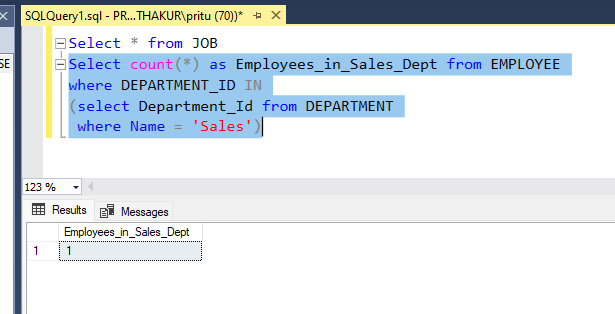 SQLQuery1.sql - PR...THAKUR\pritu (70))*
SE
Select * from JOB
Select count(*) as Employees_in_Sales_Dept from EMPLOYEE
where DEPARTMENT_ID IN
(select Department_Id from DEPARTMENT
where Name = 'Sales')
123 %
Results Messages
Employees_in_Sales_Dept
1 1